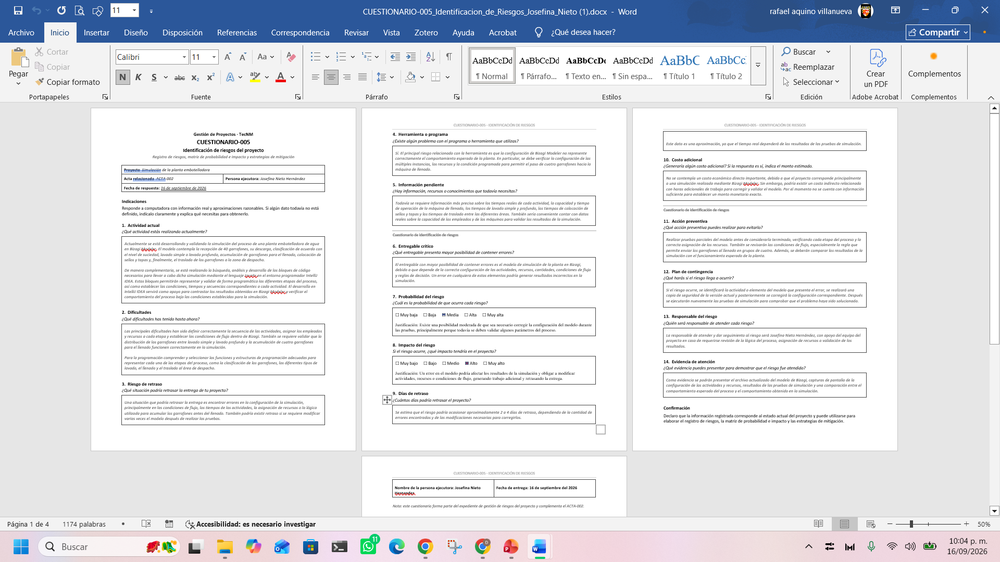 11
CUESTIONARIO-005_Identificacion_de_Riesgos_Josefina_Nieto (1).docx - Word
rafael aquino villanueva
Archivo Inicio Insertar Diseño Disposición Referencias Correspondencia Revisar Vista Zotero Ayuda Acrobat ¿Qué desea hacer?
Compartir
Pegar
Cortar
Copiar
Copiar formato
Portapapeles
Calibri 11
Aa
N K S abc x₂ x²
Fuente
Párrafo
AaBbCcDd AaBbCcDd AaBbCcDd AaBbCcDd AaBbC AaBbCc
¶ Normal ¶ Párrafo... ¶ Texto en... ¶ Sin espa... ¶ Título 1 ¶ Título 2
Estilos
Buscar
Reemplazar
Seleccionar
Edición
Crear
un PDF
Adobe Acrobat
Complementos
Complementos
Gestión de Proyectos · TecNM
CUESTIONARIO-005
Identificación de riesgos del proyecto
Registro de riesgos, matriz de probabilidad e impacto y estrategias de mitigación
Proyecto Simulación de la planta embotelladora
Acta relacionada ACTA-002
Persona ejecutora: Josefina Nieto Hernández
Fecha de respuesta: 16 de septiembre de 2026
Indicaciones
Responde a computadora con información real y aproximaciones razonables. Si algún dato todavía no está
definido, indícalo claramente y explica qué necesitas para obtenerlo.
1. Actividad actual
¿Qué actividad estás realizando actualmente?
Actualmente se está desarrollando y validando la simulación del proceso de una planta embotelladora de agua
en Bizagi Modeler. El modelo contempla la recepción de 40 garrafones, su descarga, clasificación de acuerdo con
el nivel de suciedad, lavado simple o lavado profundo, acumulación de garrafones para el llenado, colocación de
sellos y tapas y, finalmente, el traslado de los garrafones a la zona de despacho.
De manera complementaria, se está realizando la búsqueda, análisis y desarrollo de los bloques de código
necesarios para llevar a cabo dicha simulación mediante el lenguaje JavaFx en el entorno programador IntelliJ
IDEA. Estos bloques permitirán representar y validar de forma programática las diferentes etapas del proceso,
así como establecer las condiciones, tiempos y secuencias correspondientes a cada actividad. El desarrollo en
IntelliJ IDEA servirá como apoyo para contrastar los resultados obtenidos en Bizagi Modeler y verificar el
comportamiento del proceso bajo las condiciones establecidas para la simulación.
2. Dificultades
¿Qué dificultades has tenido hasta ahora?
Las principales dificultades han sido definir correctamente la secuencia de las actividades, asignar los empleados
y recursos a cada etapa y establecer las condiciones de flujo dentro de Bizagi. También se requiere validar que la
distribución de los garrafones entre lavado simple y lavado profundo y la acumulación de cuatro garrafones
para el llenado funcionen correctamente en la simulación.
Para la programación comprender y seleccionar las funciones y estructuras de programación adecuadas para
representar cada una de las etapas del proceso, como la clasificación de las garrafones, los diferentes tipos de
lavado, el llenado y el traslado al área de despacho.
3. Riesgo de retraso
¿Qué situación podría retrasar la entrega de tu proyecto?
Una situación que podría retrasar la entrega es encontrar errores en la configuración de la simulación,
principalmente en las condiciones de flujo, los tiempos de las actividades, la asignación de recursos o la lógica
utilizada para acumular los garrafones antes del llenado. También podría existir retraso si se requiere modificar
varias veces el modelo después de realizar las pruebas.
CUESTIONARIO-005 - IDENTIFICACIÓN DE RIESGOS
4. Herramienta o programa
¿Existe algún problema con el programa o herramienta que utilizas?
Sí. El principal riesgo relacionado con la herramienta es que la configuración de Bizagi Modeler no represente
correctamente el comportamiento esperado de la planta. En particular, se debe verificar la configuración de las
múltiples instancias, los recursos y la condición programada para permitir el paso de cuatro garrafones hacia la
máquina de llenado.
5. Información pendiente
¿Hay información, recursos o conocimientos que todavía necesitas?
Todavía se requiere información más precisa sobre los tiempos reales de cada actividad, la capacidad y tiempo
de operación de la máquina de llenado, los tiempos de lavado simple y profundo, los tiempos de colocación de
sellos y tapas y los tiempos de traslado entre las diferentes áreas. También sería conveniente contar con datos
reales sobre la capacidad de los empleados y de las máquinas para validar los resultados de la simulación.
Cuestionario de identificación de riesgos
6. Entregable crítico
¿Qué entregable presenta mayor posibilidad de contener errores?
El entregable con mayor posibilidad de contener errores es el modelo de simulación de la planta en Bizagi,
debido a que depende de la correcta configuración de las actividades, recursos, cantidades, condiciones de flujo
y reglas de decisión. Un error en cualquiera de estos elementos podría generar resultados incorrectos en la
simulación.
7. Probabilidad del riesgo
¿Cuál es la probabilidad de que ocurra cada riesgo?
☐ Muy baja ☐ Baja ■ Media ☐ Alta ☐ Muy alta
Justificación: Existe una posibilidad moderada de que sea necesario corregir la configuración del modelo durante
las pruebas, principalmente porque todavía se deben validar algunos parámetros del proceso.
8. Impacto del riesgo
Si el riesgo ocurre, ¿qué impacto tendría en el proyecto?
☐ Muy bajo ☐ Bajo ☐ Medio ■ Alto ☐ Muy alto
Justificación: Un error en el modelo podría afectar los resultados de la simulación y obligar a modificar
actividades, recursos o condiciones de flujo, generando trabajo adicional y retrasando la entrega.
9. Días de retraso
¿Cuántos días podría retrasar el proyecto?
Se estima que el riesgo podría ocasionar aproximadamente 2 a 4 días de retraso, dependiendo de la cantidad de
errores encontrados y de las modificaciones necesarias para corregirlos.
CUESTIONARIO-005 - IDENTIFICACIÓN DE RIESGOS
Este dato es una aproximación, ya que el tiempo real dependerá de los resultados de las pruebas de simulación.
10. Costo adicional
¿Generaría algún costo adicional? Si la respuesta es sí, indica el monto estimado.
No se contempla un costo económico directo importante, debido a que el proyecto corresponde principalmente
a una simulación realizada mediante Bizagi Modeler. Sin embargo, podría existir un costo indirecto relacionado
con horas adicionales de trabajo para corregir y validar el modelo. Por el momento no se cuenta con información
suficiente para establecer un monto monetario exacto.
Cuestionario de identificación de riesgos
11. Acción preventiva
¿Qué acción preventiva puedes realizar para evitarlo?
Realizar pruebas parciales del modelo antes de considerarlo terminado, verificando cada etapa del proceso y la
correcta asignación de los recursos. También se revisarán las condiciones de flujo, especialmente la regla que
permite enviar los garrafones al llenado en grupos de cuatro. Además, se deberán comparar los resultados de la
simulación con el funcionamiento esperado de la planta.
12. Plan de contingencia
¿Qué harás si el riesgo llega a ocurrir?
Si el riesgo ocurre, se identificará la actividad o elemento del modelo que presenta el error, se realizará una
copia de seguridad de la versión actual y posteriormente se corregirá la configuración correspondiente. Después
se ejecutarán nuevamente las pruebas de simulación para comprobar que el problema haya sido solucionado.
13. Responsable del riesgo
¿Quién será responsable de atender cada riesgo?
La responsable de atender y dar seguimiento al riesgo será Josefina Nieto Hernández, con apoyo del equipo del
proyecto en caso de requerirse revisión de la lógica del proceso, asignación de recursos o validación de los
resultados.
14. Evidencia de atención
¿Qué evidencia puedes presentar para demostrar que el riesgo fue atendido?
Como evidencia se podrán presentar el archivo actualizado del modelo de Bizagi, capturas de pantalla de la
configuración de las actividades y recursos, resultados de las pruebas de simulación y una comparación entre el
comportamiento esperado del proceso y el comportamiento obtenido en la simulación.
Confirmación
Declaro que la información registrada corresponde al estado actual del proyecto y puede utilizarse para
elaborar el registro de riesgos, la matriz de probabilidad e impacto y las estrategias de mitigación.
CUESTIONARIO-005 - IDENTIFICACIÓN DE RIESGOS
Nombre de la persona ejecutora: Josefina Nieto
Hernandez
Fecha de entrega: 16 de septiembre del 2026
Nota: este cuestionario forma parte del expediente de gestión de riesgos del proyecto y complementa el ACTA-002.
Página 1 de 4 1174 palabras Accesibilidad: es necesario investigar
50%
Buscar
11
10:04 p. m.
16/09/2026